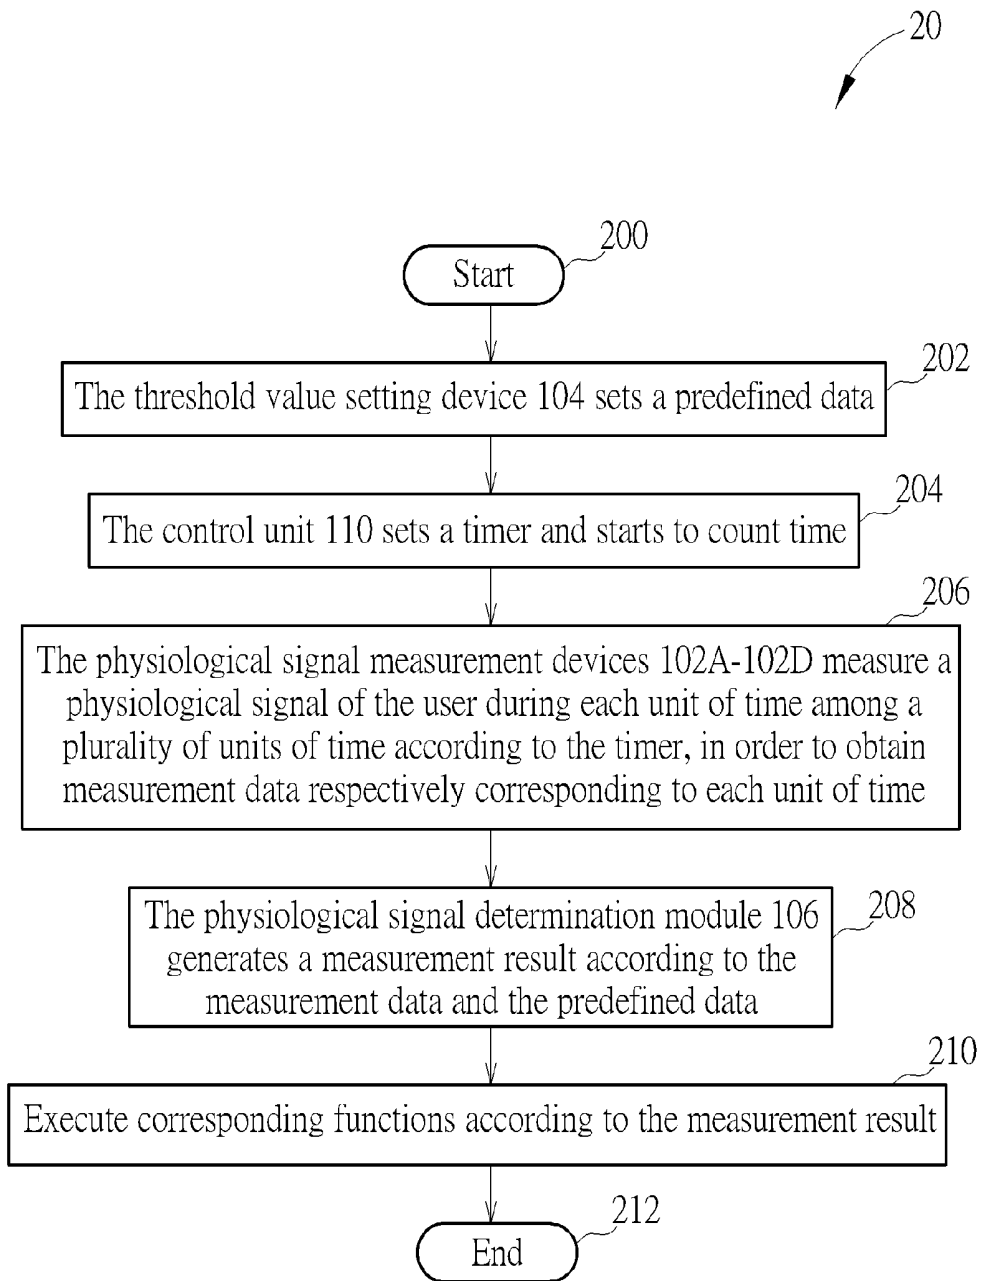 20
200
Start
202
The threshold value setting device 104 sets a predefined data
204
The control unit 110 sets a timer and starts to count time
206
The physiological signal measurement devices 102A-102D measure a
physiological signal of the user during each unit of time among a
plurality of units of time according to the timer, in order to obtain
measurement data respectively corresponding to each unit of time
208
The physiological signal determination module 106
generates a measurement result according to the
measurement data and the predefined data
210
Execute corresponding functions according to the measurement result
212
End